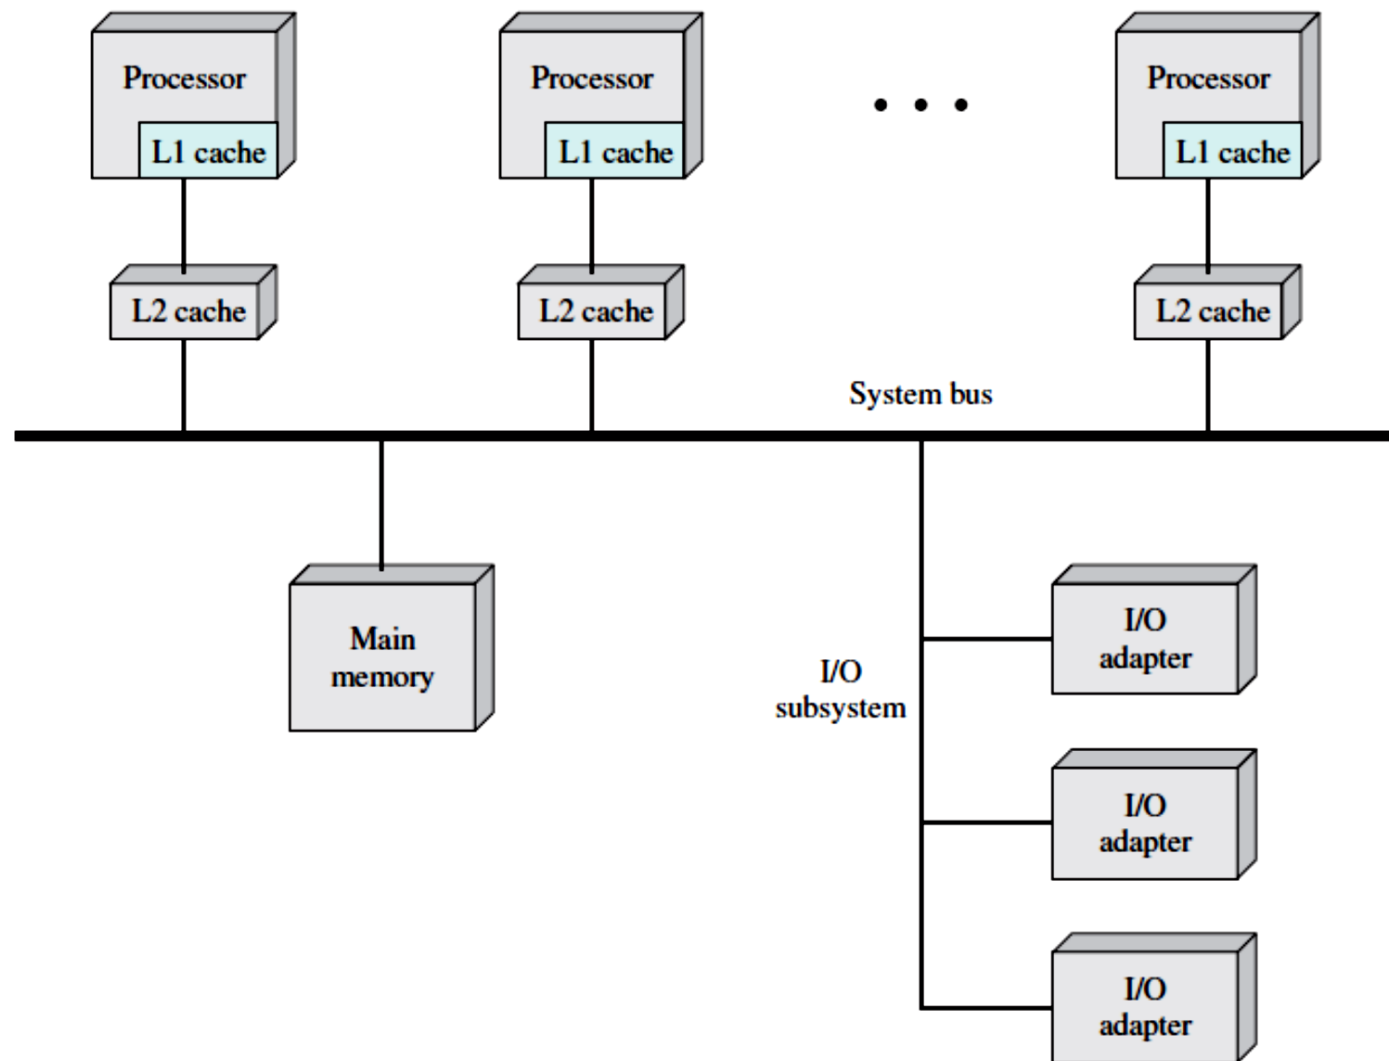 Processor
L1 cache
Processor
L1 cache
Processor
L1 cache
L2 cache
L2 cache
L2 cache
System bus
Main
memory
I/O
subsystem
I/O
adapter
I/O
adapter
I/O
adapter